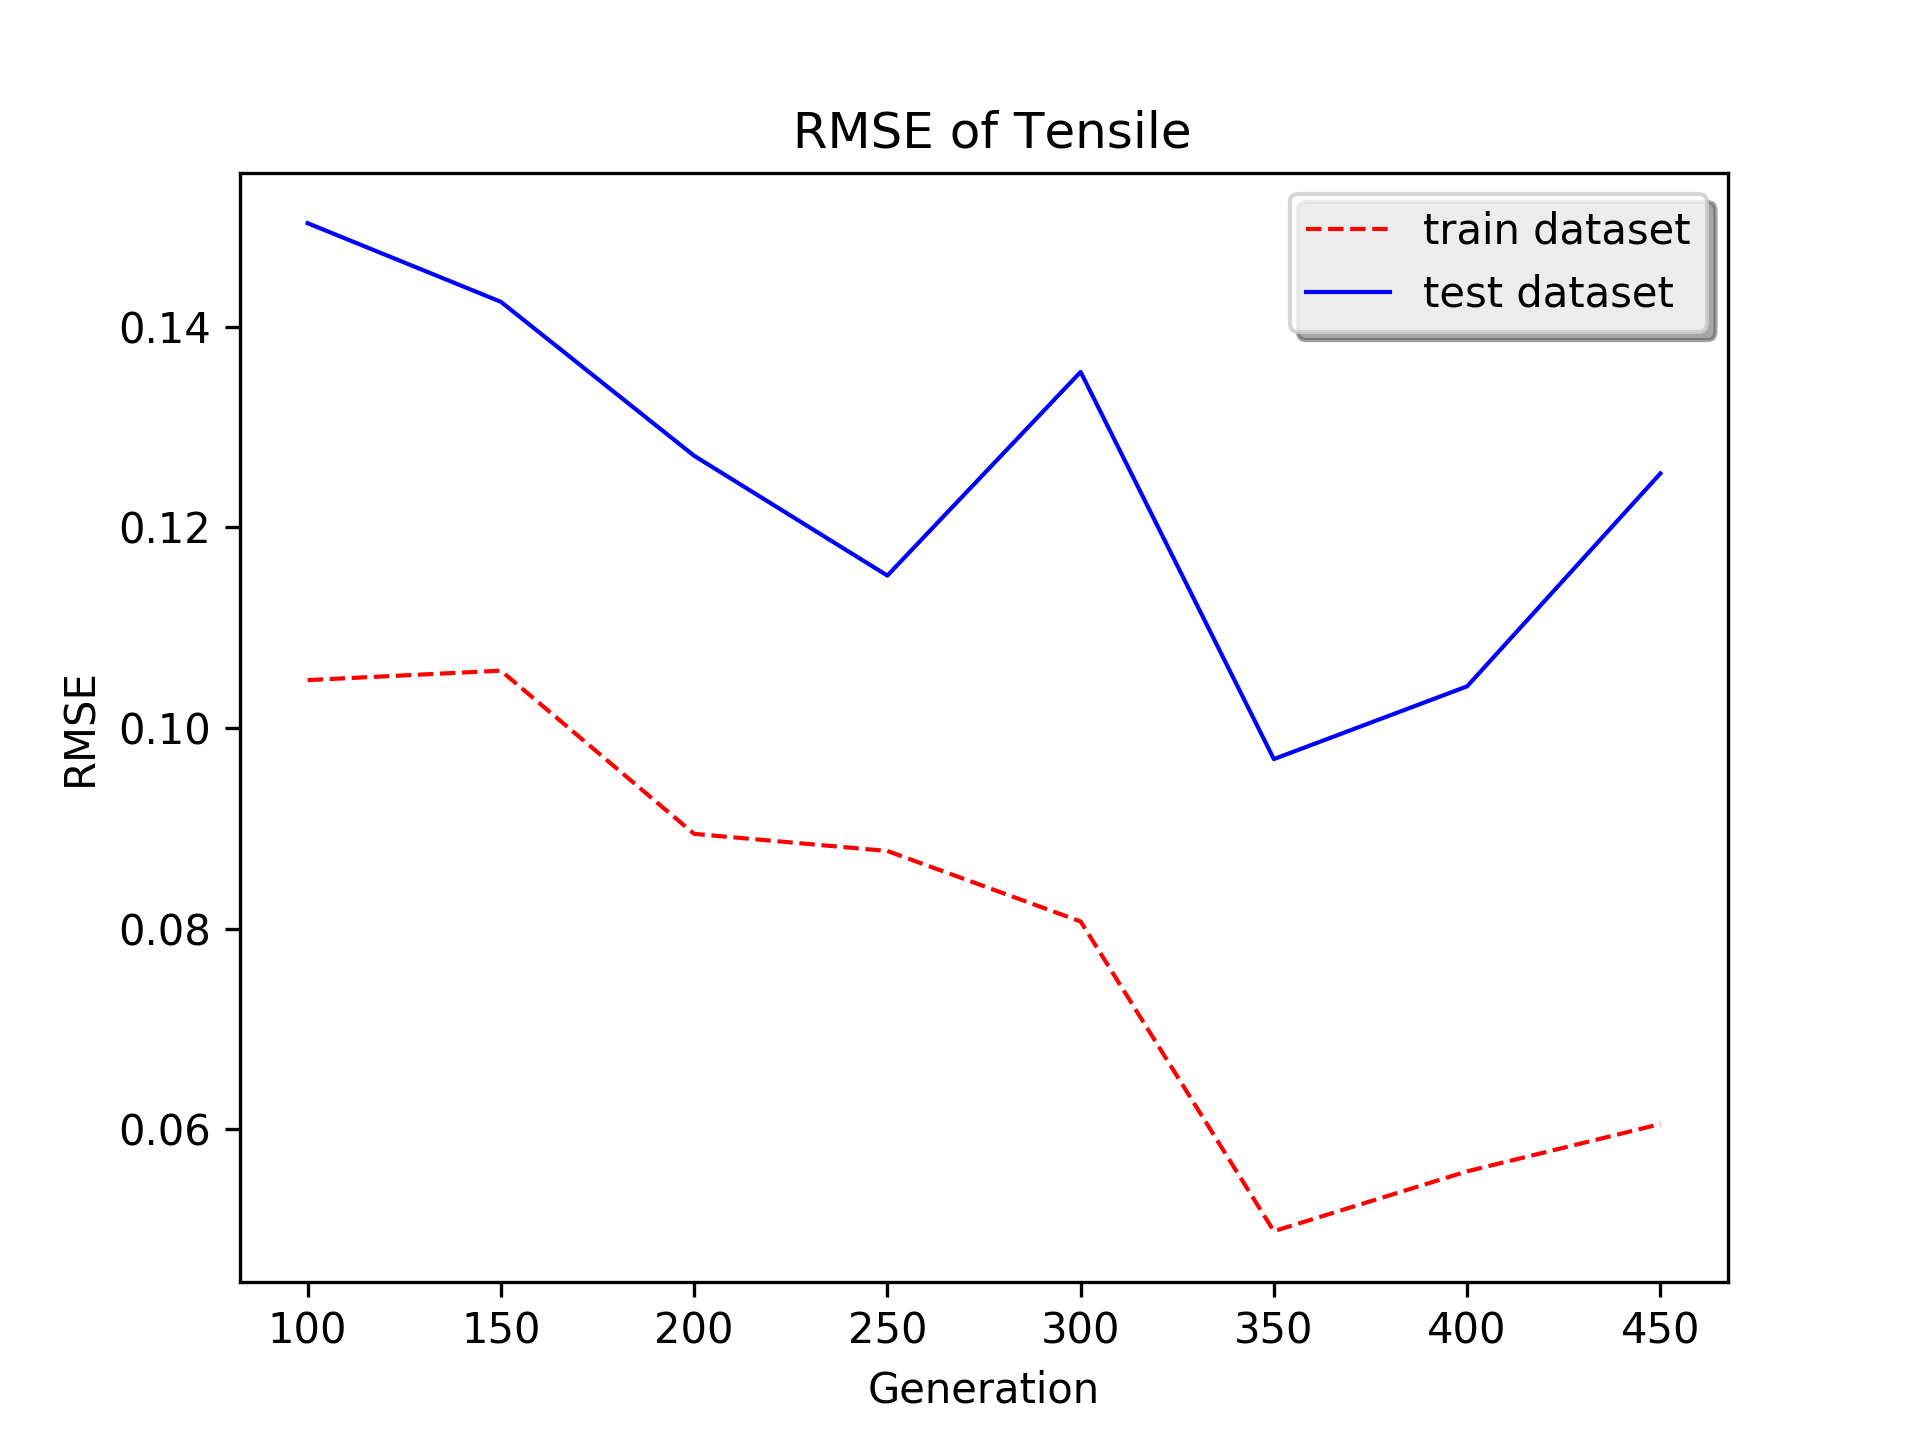 RMSE of Tensile
train dataset
test dataset
0.14
0.12
0.10
0.08
0.06
RMSE
100 150 200 250 300 350 400 450
Generation